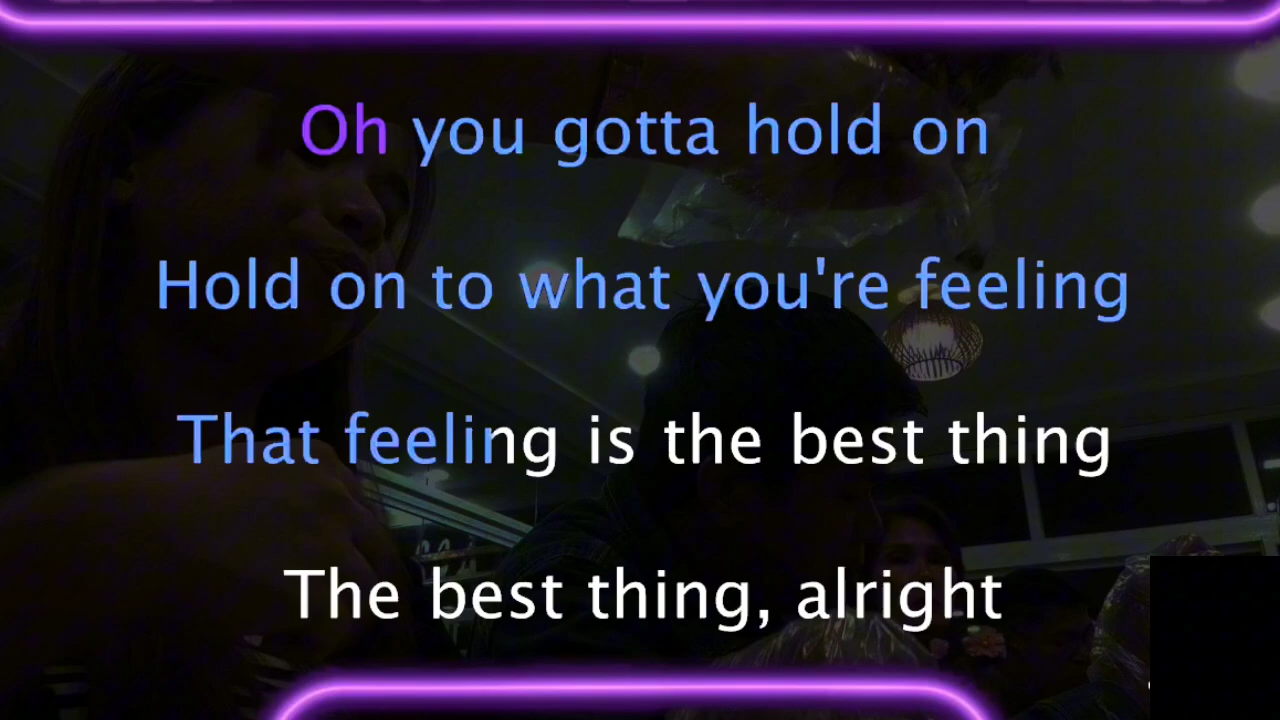 Oh you gotta hold on
Hold on to what you're feeling
That feeling is the best thing
The best thing, alright